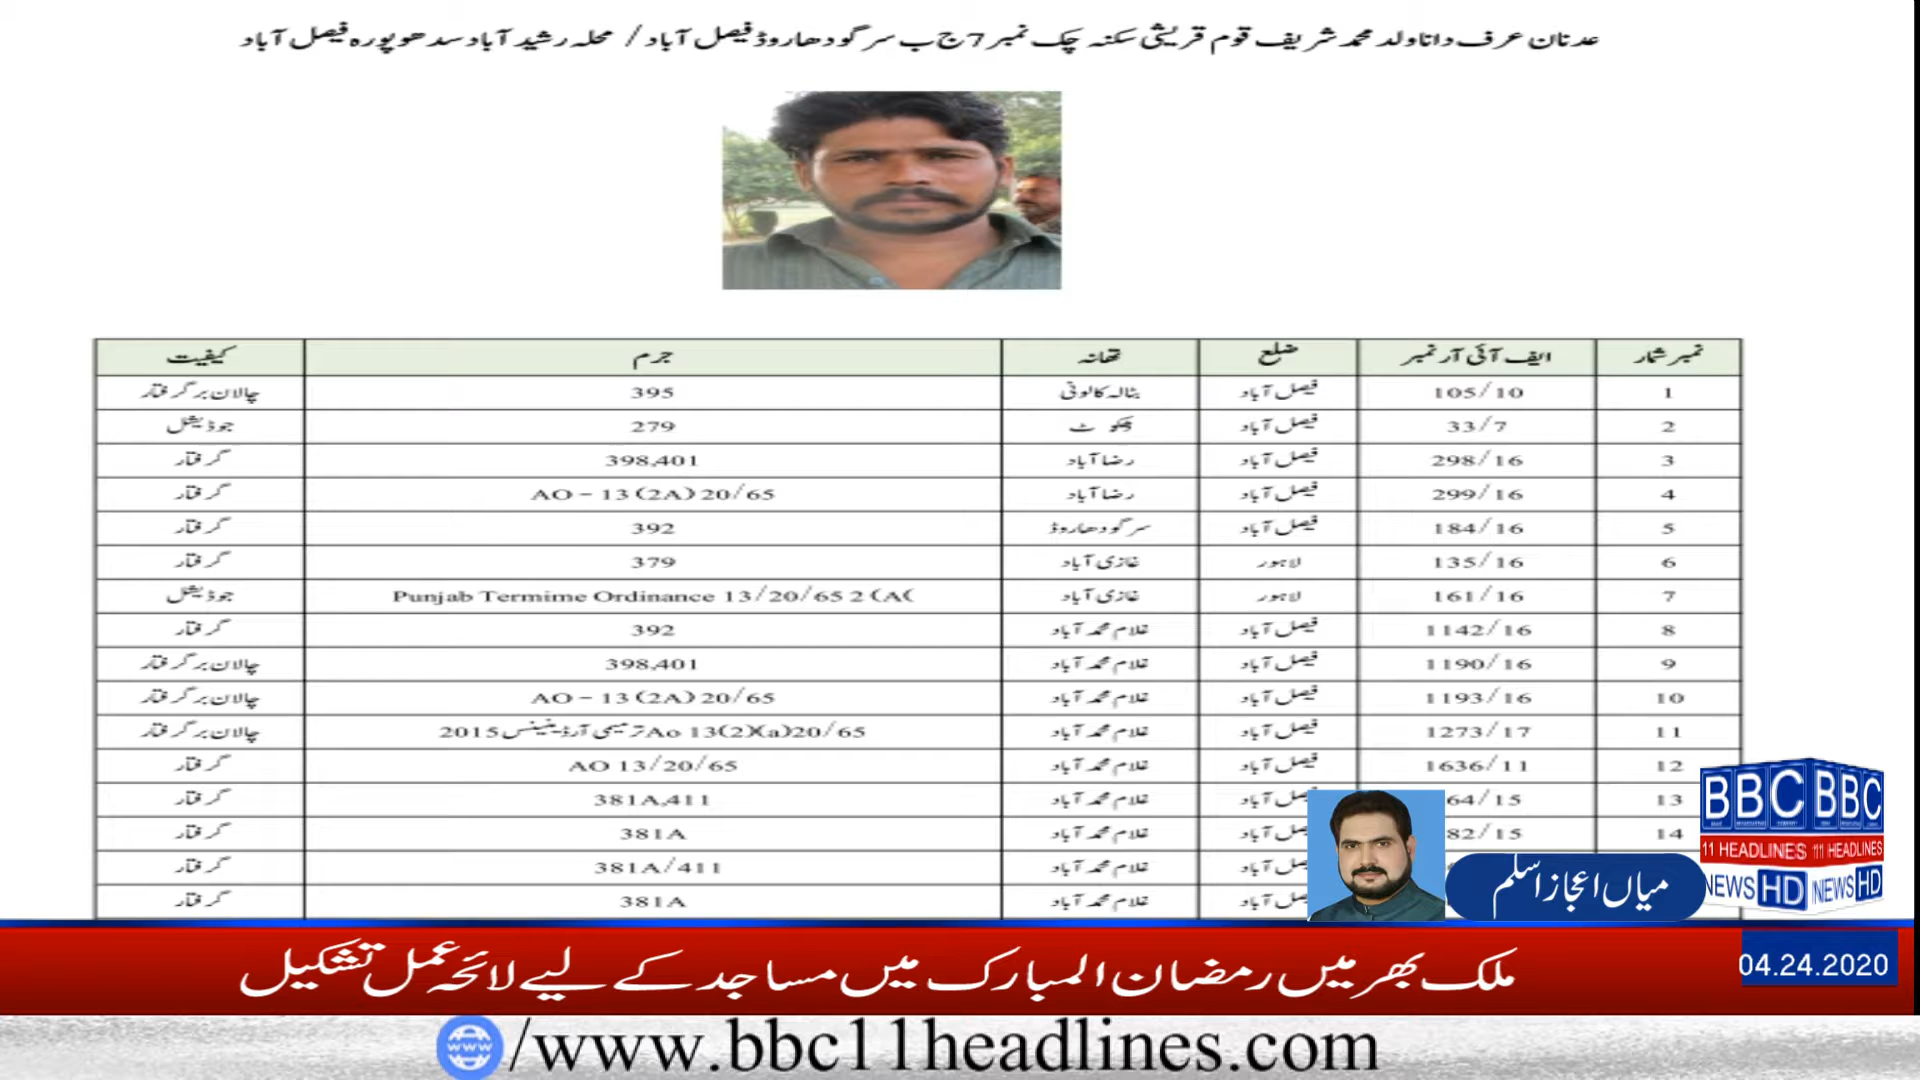 عدنان عرف دانا ولد محمد شریف قوم قریشی سکنہ چک نمبر 7 ج ب سرگودھا روڈ فیصل آباد / محلہ رشید آباد سدھوپورہ فیصل آباد
نمبر شمار ایف آئی آر نمبر ضلع تھانہ جرم کیفیت
1 105/10 فیصل آباد بٹالہ کالونی 395 چالان بر گرفتار
2 33/7 فیصل آباد 279 جوڈیشل
3 298/16 فیصل آباد رضا آباد 398,401 گرفتار
4 299/16 فیصل آباد رضا آباد AO - 13 (2A) 20/65 گرفتار
5 184/16 فیصل آباد سرگودھا روڈ 392 گرفتار
6 135/16 لاہور غازی آباد 379 گرفتار
7 161/16 لاہور غازی آباد Punjab Termime Ordinance 13/20/65 2 (A( جوڈیشل
8 1142/16 فیصل آباد غلام محمد آباد 392 گرفتار
9 1190/16 فیصل آباد غلام محمد آباد 398,401 چالان بر گرفتار
10 1193/16 فیصل آباد غلام محمد آباد AO - 13 (2A) 20/65 چالان بر گرفتار
11 1273/17 فیصل آباد غلام محمد آباد Ao 13(2)(a)20/65 ترمیمی آرڈیننس 2015 چالان بر گرفتار
12 1636/11 فیصل آباد غلام محمد آباد AO 13/20/65 گرفتار
13 64/15 فیصل آباد غلام محمد آباد 381A,411 گرفتار
14 82/15 فیصل آباد غلام محمد آباد 381A گرفتار
فیصل آباد غلام محمد آباد 381A/411 گرفتار
فیصل آباد غلام محمد آباد 381A گرفتار
BBC BBC
11 HEADLINES 11 HEADLINES
NEWS HD NEWS HD
میاں اعجاز اسلم
ملک بھر میں رمضان المبارک میں مساجد کے لیے لائحہ عمل تشکیل
04.24.2020
www /www.bbc11headlines.com